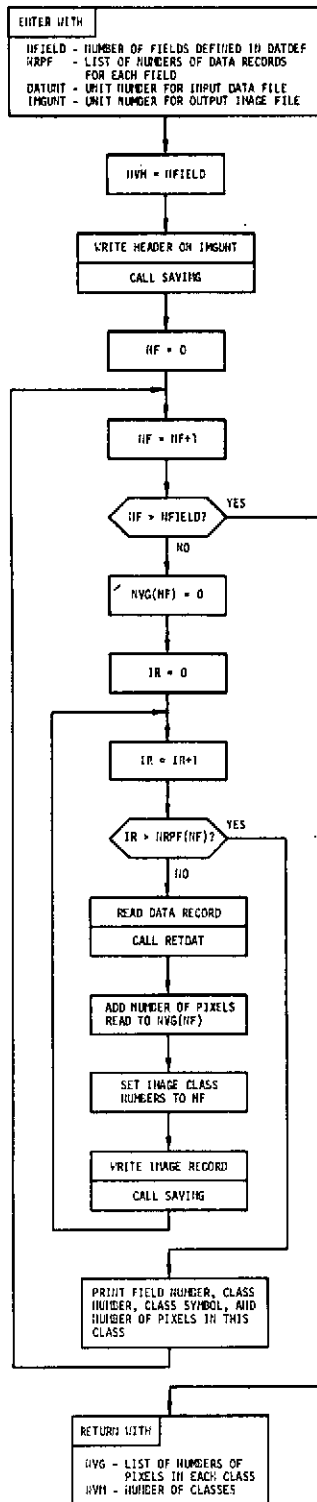 ENTER WITH
NFIELD - NUMBER OF FIELDS DEFINED IN DATDEF
NRPF - LIST OF NUMBERS OF DATA RECORDS
FOR EACH FIELD
DATUNT - UNIT NUMBER FOR INPUT DATA FILE
IMGUNT - UNIT NUMBER FOR OUTPUT IMAGE FILE
NVM = NFIELD
WRITE HEADER ON IMGUNT
CALL SAVIMG
NF = 0
NF = NF+1
NF > NFIELD?
YES
NO
NVG(NF) = 0
IR = 0
IR = IR+1
IR > NRPF(NF)?
YES
NO
READ DATA RECORD
CALL RETDAT
ADD NUMBER OF PIXELS
READ TO NVG(NF)
SET IMAGE CLASS
NUMBERS TO NF
WRITE IMAGE RECORD
CALL SAVIMG
PRINT FIELD NUMBER, CLASS
NUMBER, CLASS SYMBOL, AND
NUMBER OF PIXELS IN THIS
CLASS
RETURN WITH
NVG - LIST OF NUMBERS OF
PIXELS IN EACH CLASS
NVM - NUMBER OF CLASSES